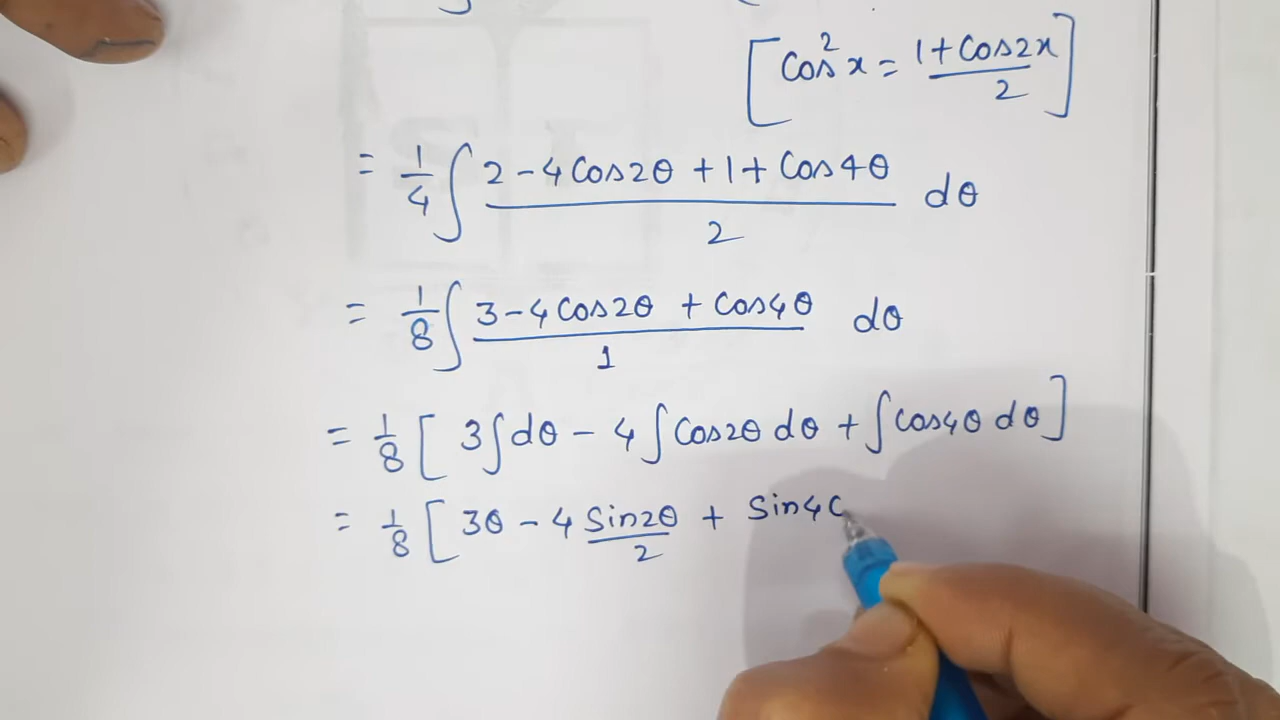 [cos²x = (1+cos2x)/2]
= 1/4 ∫ (2-4cos2θ+1+cos4θ)/2 dθ
= 1/8 ∫ (3-4cos2θ+cos4θ)/1 dθ
= 1/8 [3∫dθ - 4∫cos2θ dθ + ∫cos4θ dθ]
= 1/8 [3θ - 4 Sin2θ/2 + Sin4